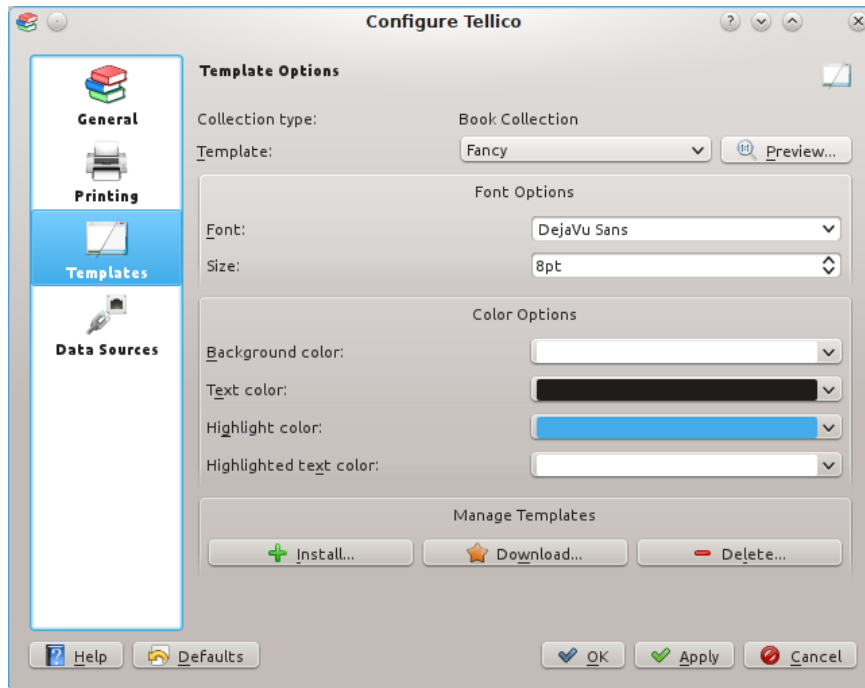 Configure Tellico
General
Printing
Templates
Data Sources
Template Options
Collection type: Book Collection
Template: Fancy Preview...
Font Options
Font: DejaVu Sans
Size: 8pt
Color Options
Background color:
Text color:
Highlight color:
Highlighted text color:
Manage Templates
Install... Download... Delete...
Help Defaults OK Apply Cancel